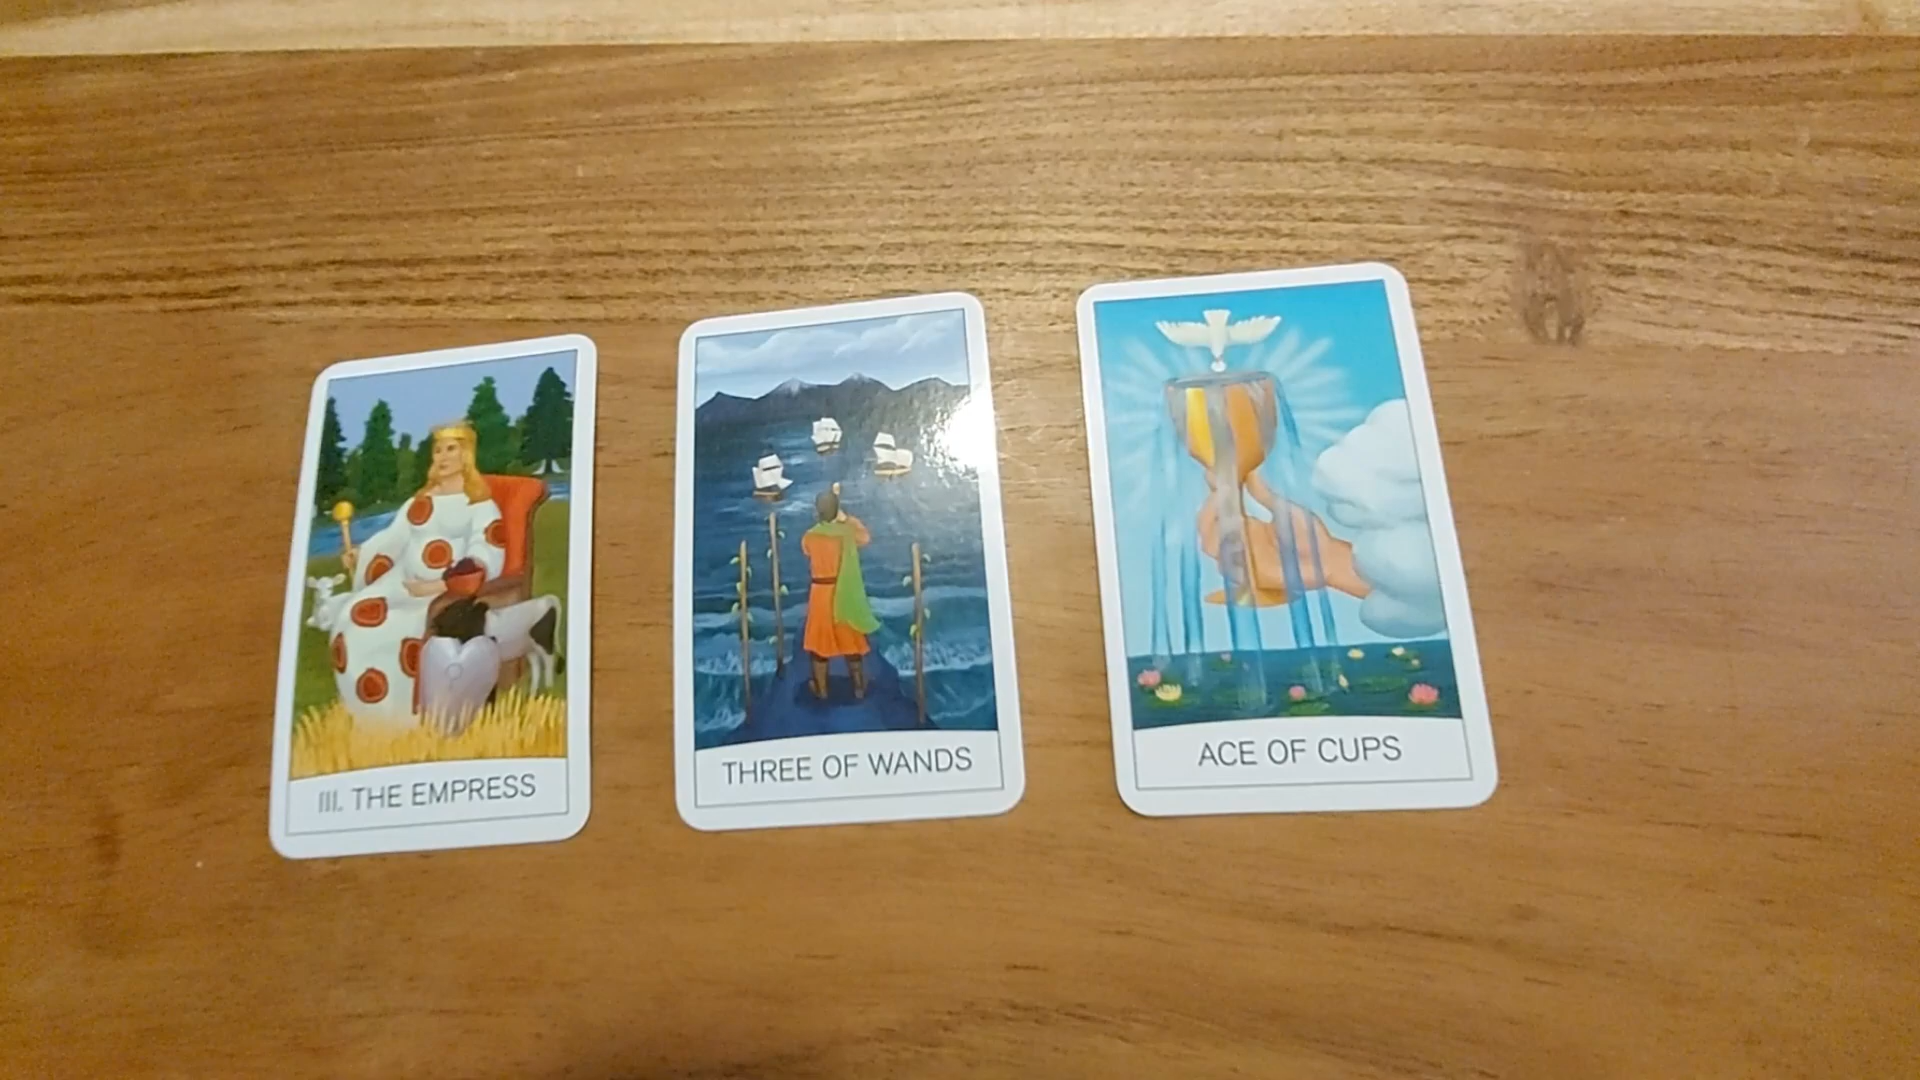 III. THE EMPRESS
THREE OF WANDS
ACE OF CUPS